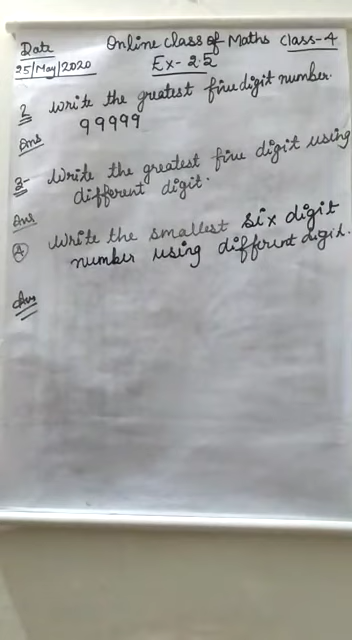 Date Online class of Maths Class-4
25/May/2020 Ex- 2.5
2 Write the greatest five digit number.
Ans 99999
3- Write the greatest five digit using
different digit.
Ans
④ Write the smallest six digit
number using different digit.
Ans